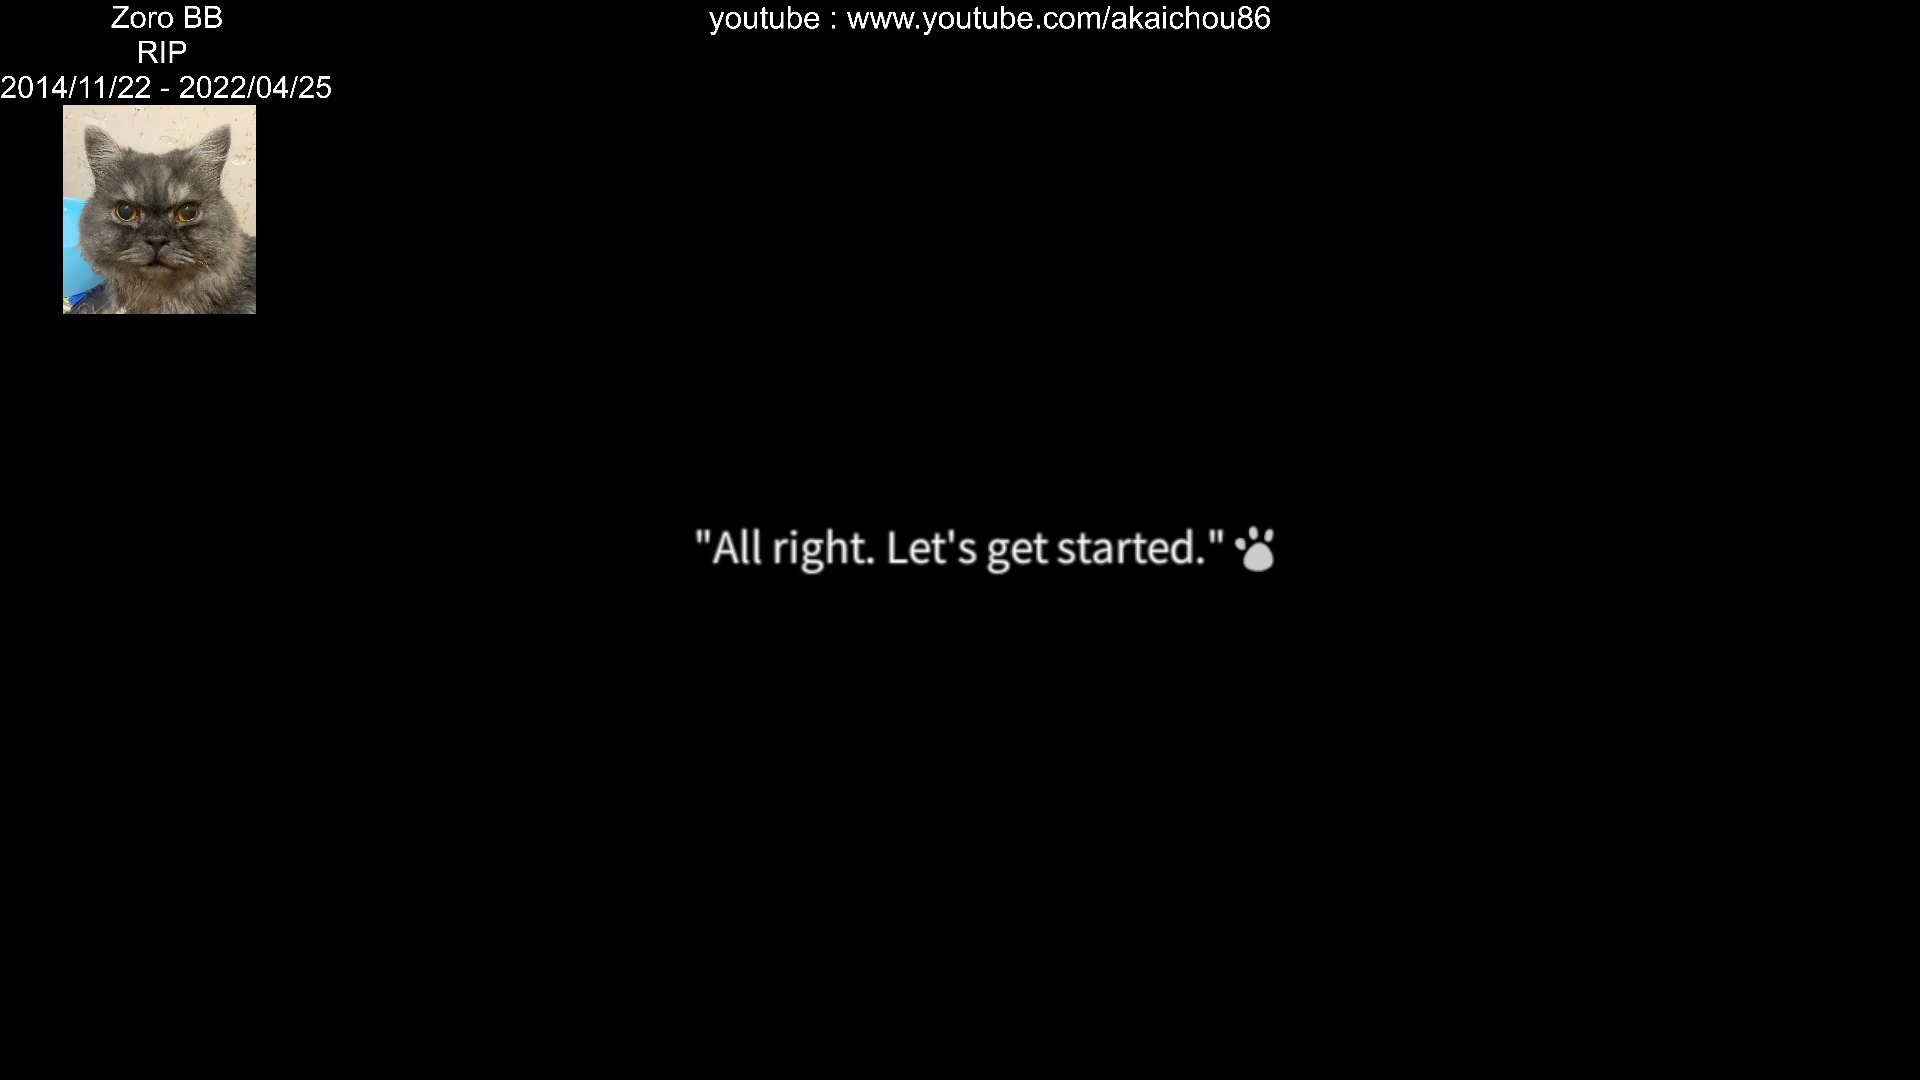 Zoro BB
RIP
2014/11/22 - 2022/04/25
youtube : www.youtube.com/akaichou86
"All right. Let's get started."